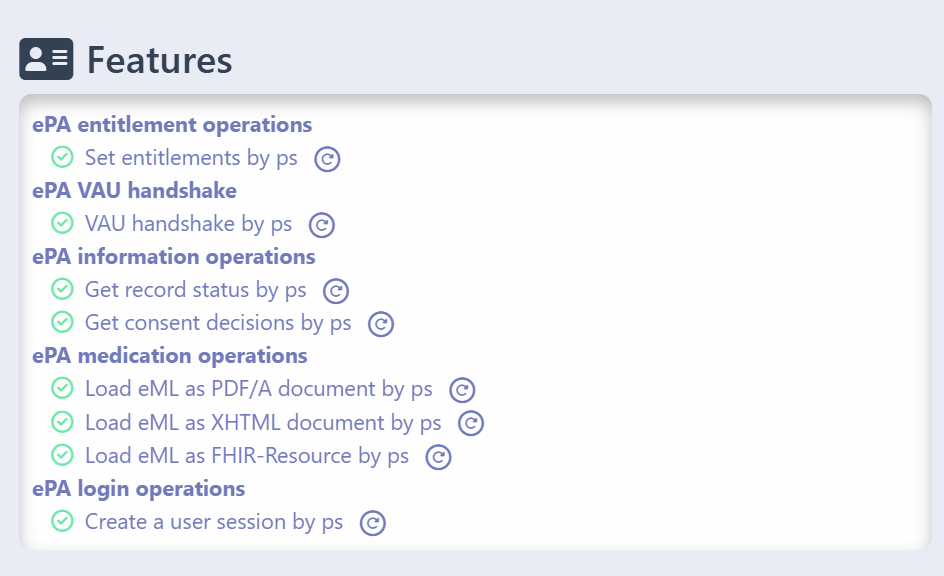 Features
ePA entitlement operations
Set entitlements by ps
ePA VAU handshake
VAU handshake by ps
ePA information operations
Get record status by ps
Get consent decisions by ps
ePA medication operations
Load eML as PDF/A document by ps
Load eML as XHTML document by ps
Load eML as FHIR-Resource by ps
ePA login operations
Create a user session by ps